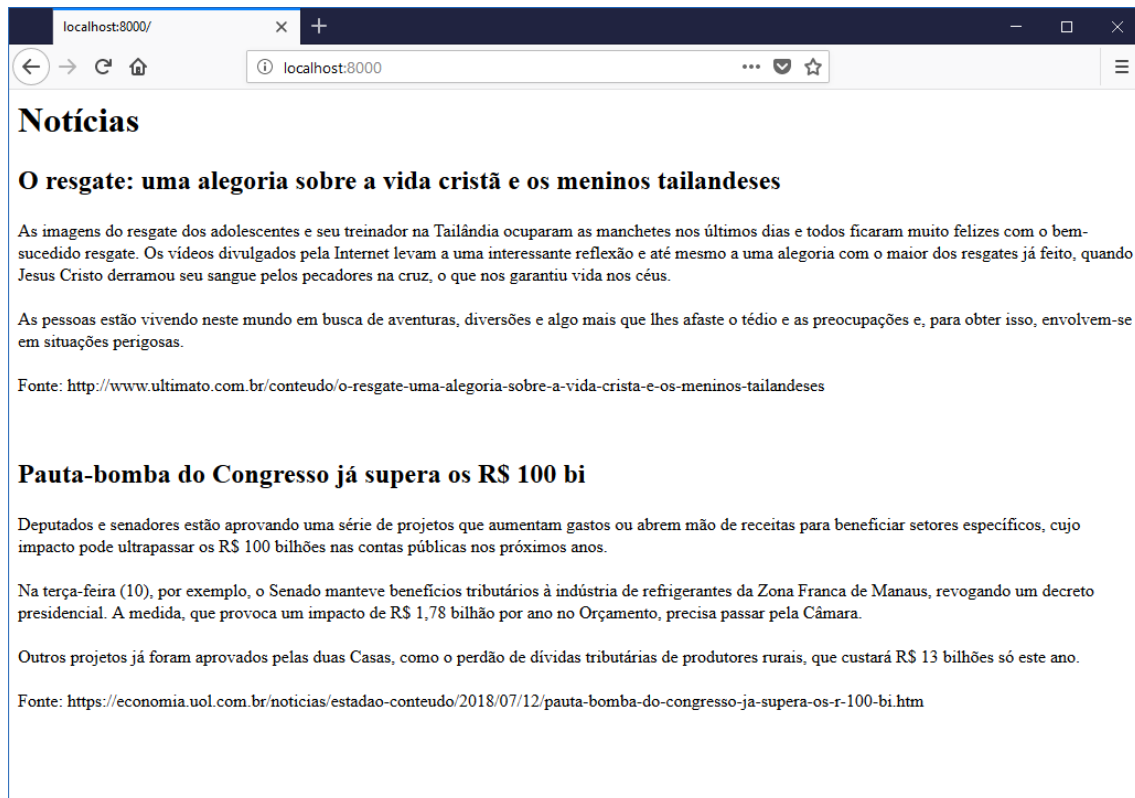 localhost:8000/
localhost:8000
Notícias
O resgate: uma alegoria sobre a vida cristã e os meninos tailandeses
As imagens do resgate dos adolescentes e seu treinador na Tailândia ocuparam as manchetes nos últimos dias e todos ficaram muito felizes com o bem-
sucedido resgate. Os vídeos divulgados pela Internet levam a uma interessante reflexão e até mesmo a uma alegoria com o maior dos resgates já feito, quando
Jesus Cristo derramou seu sangue pelos pecadores na cruz, o que nos garantiu vida nos céus.
As pessoas estão vivendo neste mundo em busca de aventuras, diversões e algo mais que lhes afaste o tédio e as preocupações e, para obter isso, envolvem-se
em situações perigosas.
Fonte: http://www.ultimato.com.br/conteudo/o-resgate-uma-alegoria-sobre-a-vida-crista-e-os-meninos-tailandeses
Pauta-bomba do Congresso já supera os R$ 100 bi
Deputados e senadores estão aprovando uma série de projetos que aumentam gastos ou abrem mão de receitas para beneficiar setores específicos, cujo
impacto pode ultrapassar os R$ 100 bilhões nas contas públicas nos próximos anos.
Na terça-feira (10), por exemplo, o Senado manteve benefícios tributários à indústria de refrigerantes da Zona Franca de Manaus, revogando um decreto
presidencial. A medida, que provoca um impacto de R$ 1,78 bilhão por ano no Orçamento, precisa passar pela Câmara.
Outros projetos já foram aprovados pelas duas Casas, como o perdão de dívidas tributárias de produtores rurais, que custará R$ 13 bilhões só este ano.
Fonte: https://economia.uol.com.br/noticias/estadao-conteudo/2018/07/12/pauta-bomba-do-congresso-ja-supera-os-r-100-bi.htm